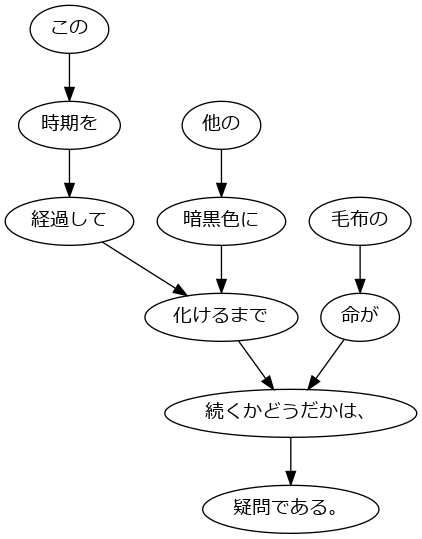 この
時期を
他の
経過して
暗黒色に
毛布の
化けるまで
命が
続くかどうだかは、
疑問である。